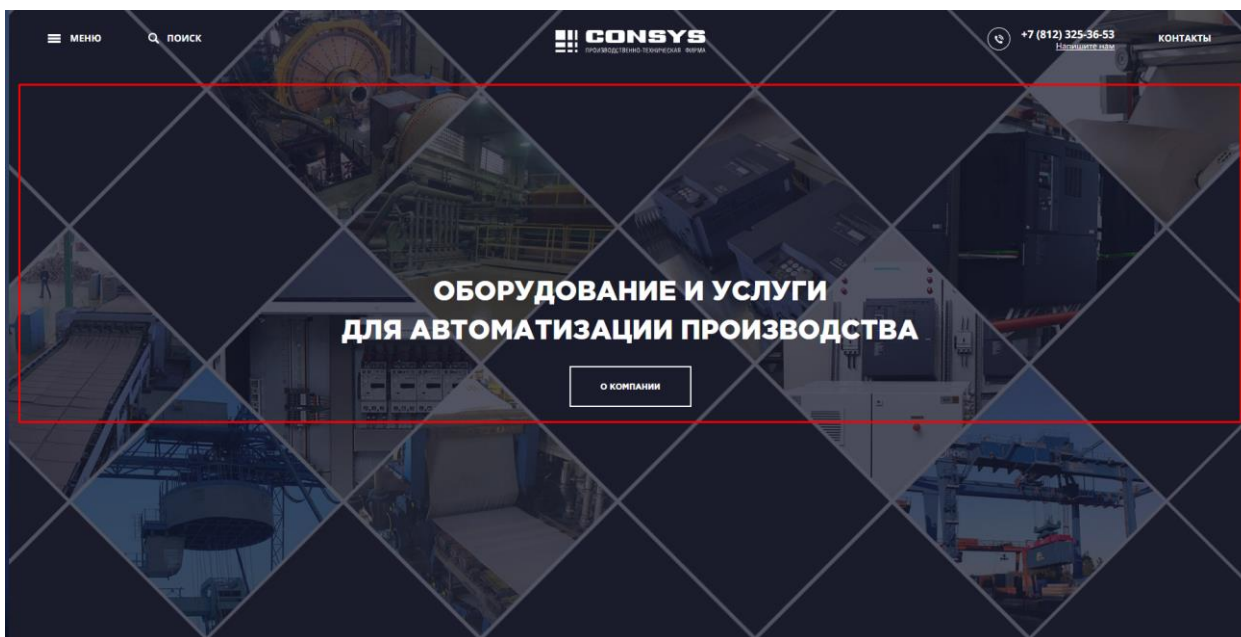 МЕНЮ
ПОИСК
CONSYS
ПРОИЗВОДСТВЕННО-ТЕХНИЧЕСКАЯ ФИРМА
+7 (812) 325-36-53
Напишите нам
КОНТАКТЫ
ОБОРУДОВАНИЕ И УСЛУГИ
ДЛЯ АВТОМАТИЗАЦИИ ПРОИЗВОДСТВА
О КОМПАНИИ